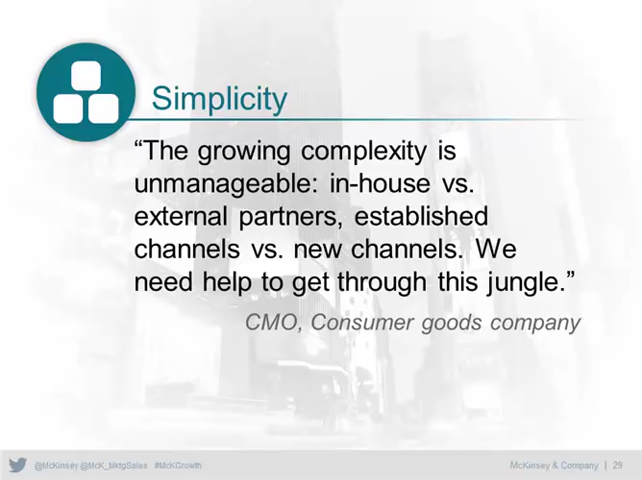 Simplicity
“The growing complexity is
unmanageable: in-house vs.
external partners, established
channels vs. new channels. We
need help to get through this jungle.”
CMO, Consumer goods company
@McKinsey @McK_MktgSales #McKGrowth
McKinsey & Company | 29